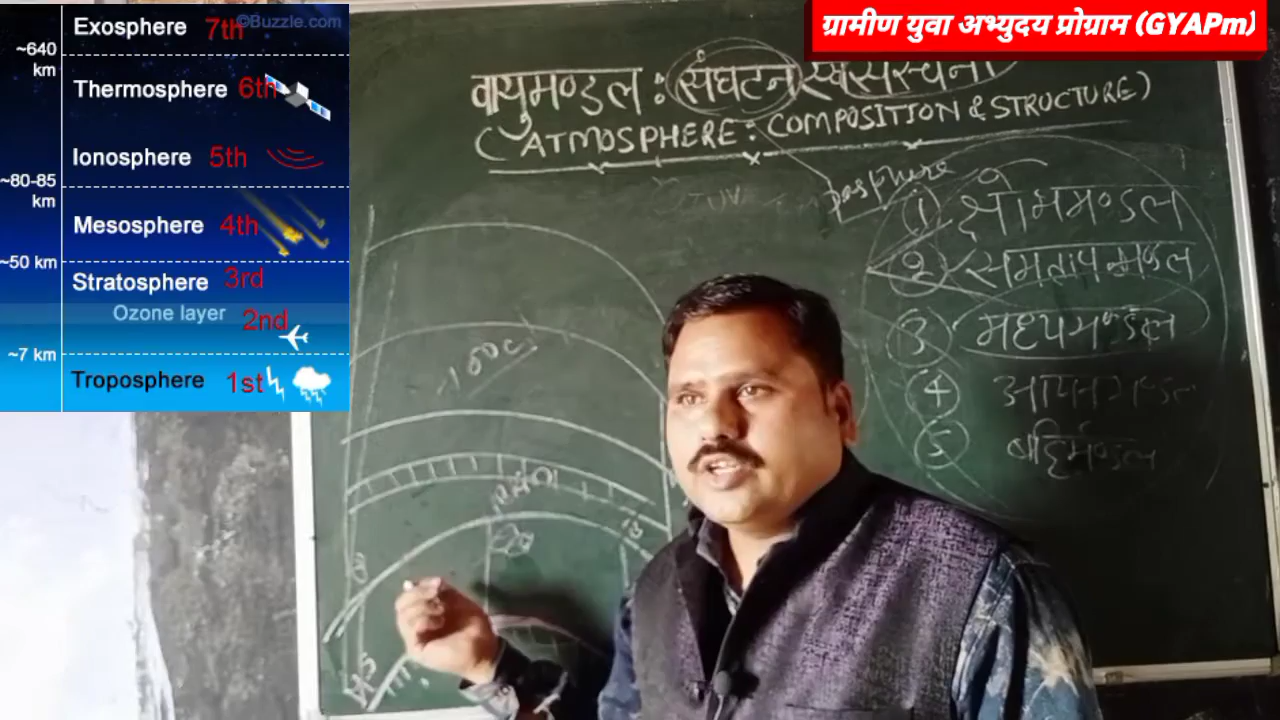 Exosphere 7th
©Buzzle.com
~640 km
Thermosphere 6th
Ionosphere 5th
~80-85 km
Mesosphere 4th
~50 km
Stratosphere 3rd
Ozone layer 2nd
~7 km
Troposphere 1st
ग्रामीण युवा अभ्युदय प्रोग्राम (GYAPm)
वायुमण्डल : संघटन एवं संरचना
(ATMOSPHERE: COMPOSITION & STRUCTURE)
① क्षोभमण्डल
② समतापमण्डल
③ मध्यमण्डल
④ आयनमण्डल
⑤ बहिर्मण्डल